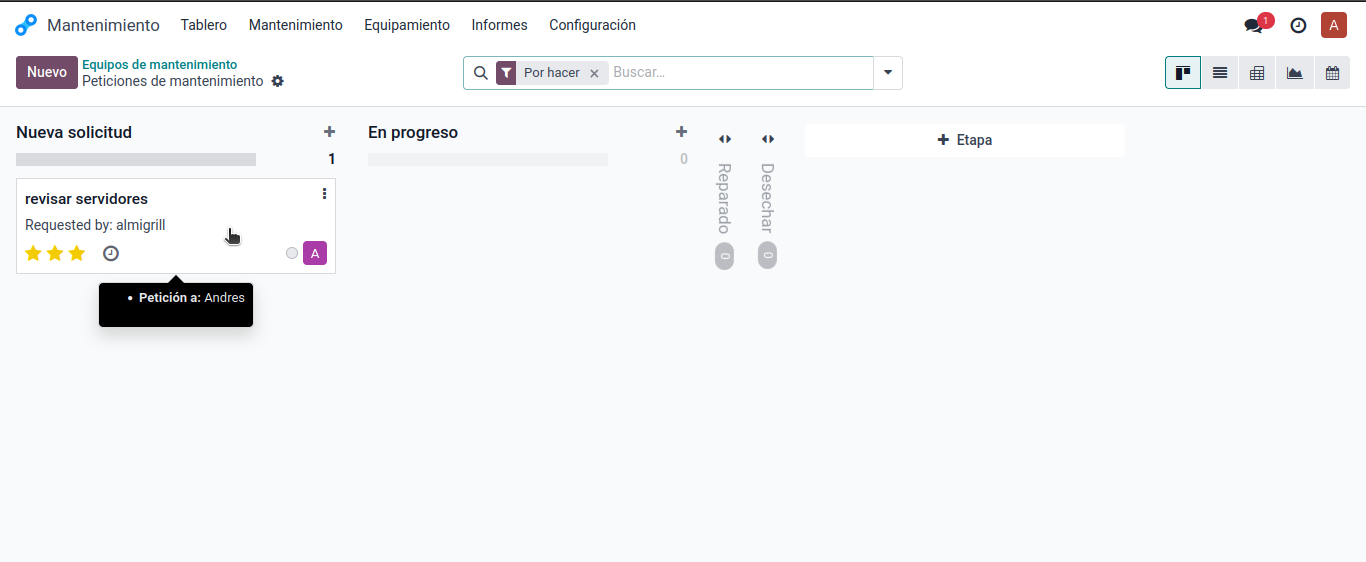 Mantenimiento Tablero Mantenimiento Equipamiento Informes Configuración 1 A
Nuevo Equipos de mantenimiento
Peticiones de mantenimiento
Por hacer Buscar...
Nueva solicitud
1
En progreso
0
Reparado
0
Desechar
0
Etapa
revisar servidores
Requested by: almigrill
A
• Petición a: Andres